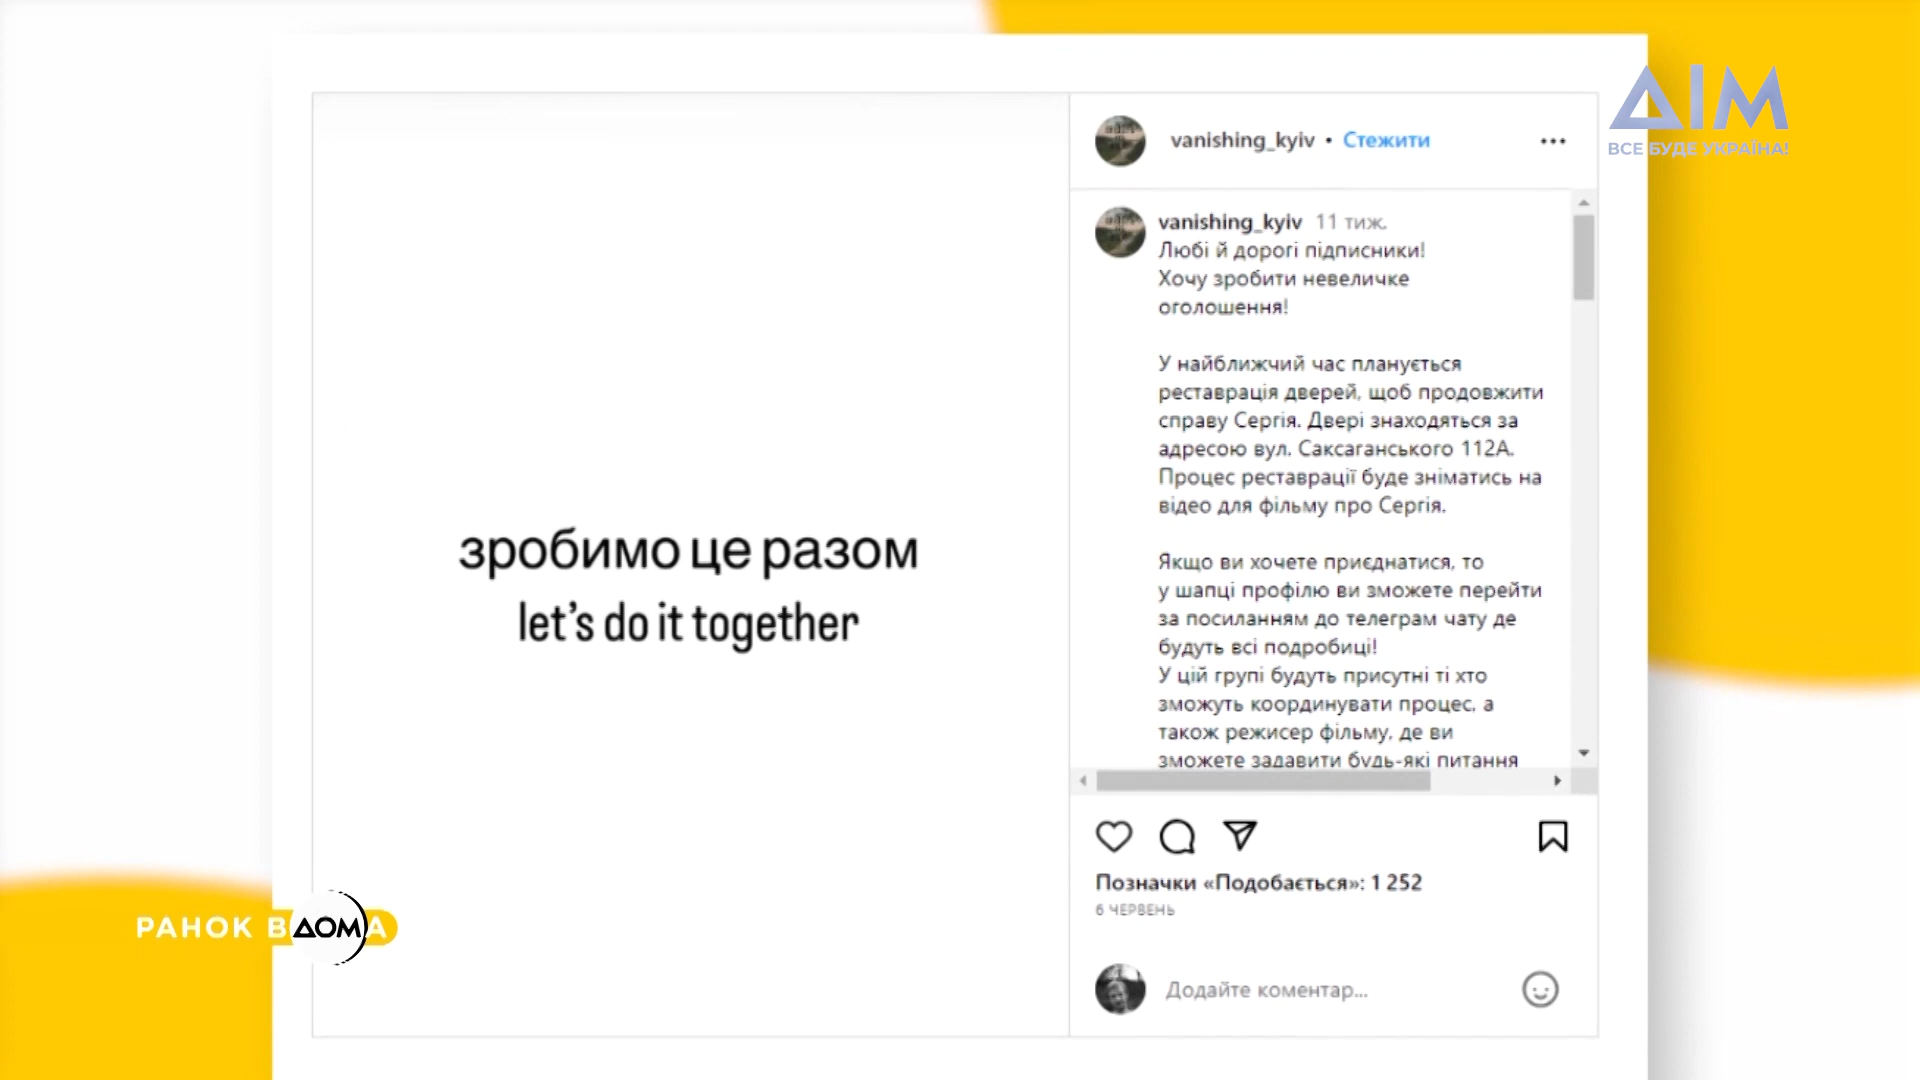 ДІМ
ВСЕ БУДЕ УКРАЇНА!
vanishing_kyiv • Стежити
vanishing_kyiv 11 тиж.
Любі й дорогі підписники!
Хочу зробити невеличке
оголошення!
У найближчий час планується
реставрація дверей, щоб продовжити
справу Сергія. Двері знаходяться за
адресою вул. Саксаганського 112А.
Процес реставрації буде зніматись на
відео для фільму про Сергія.
Якщо ви хочете приєднатися, то
у шапці профілю ви зможете перейти
за посиланням до телеграм чату де
будуть всі подробиці!
У цій групі будуть присутні ті хто
зможуть координувати процес, а
також режисер фільму, де ви
зможете задавити будь-які питання
зробимо це разом
let's do it together
Позначки «Подобається»: 1 252
6 ЧЕРВЕНЬ
Додайте коментар...
РАНОК ВДОМА